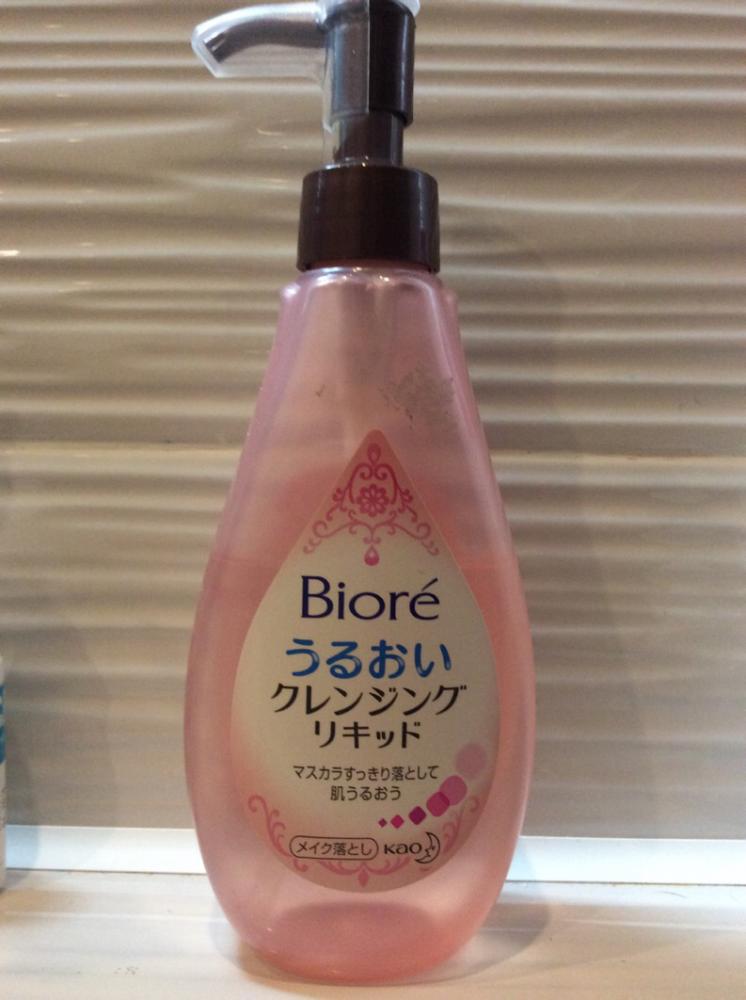 Bioré
うるおい
クレンジング
リキッド
マスカラすっきり落として
肌うるおう
メイク落とし Kao